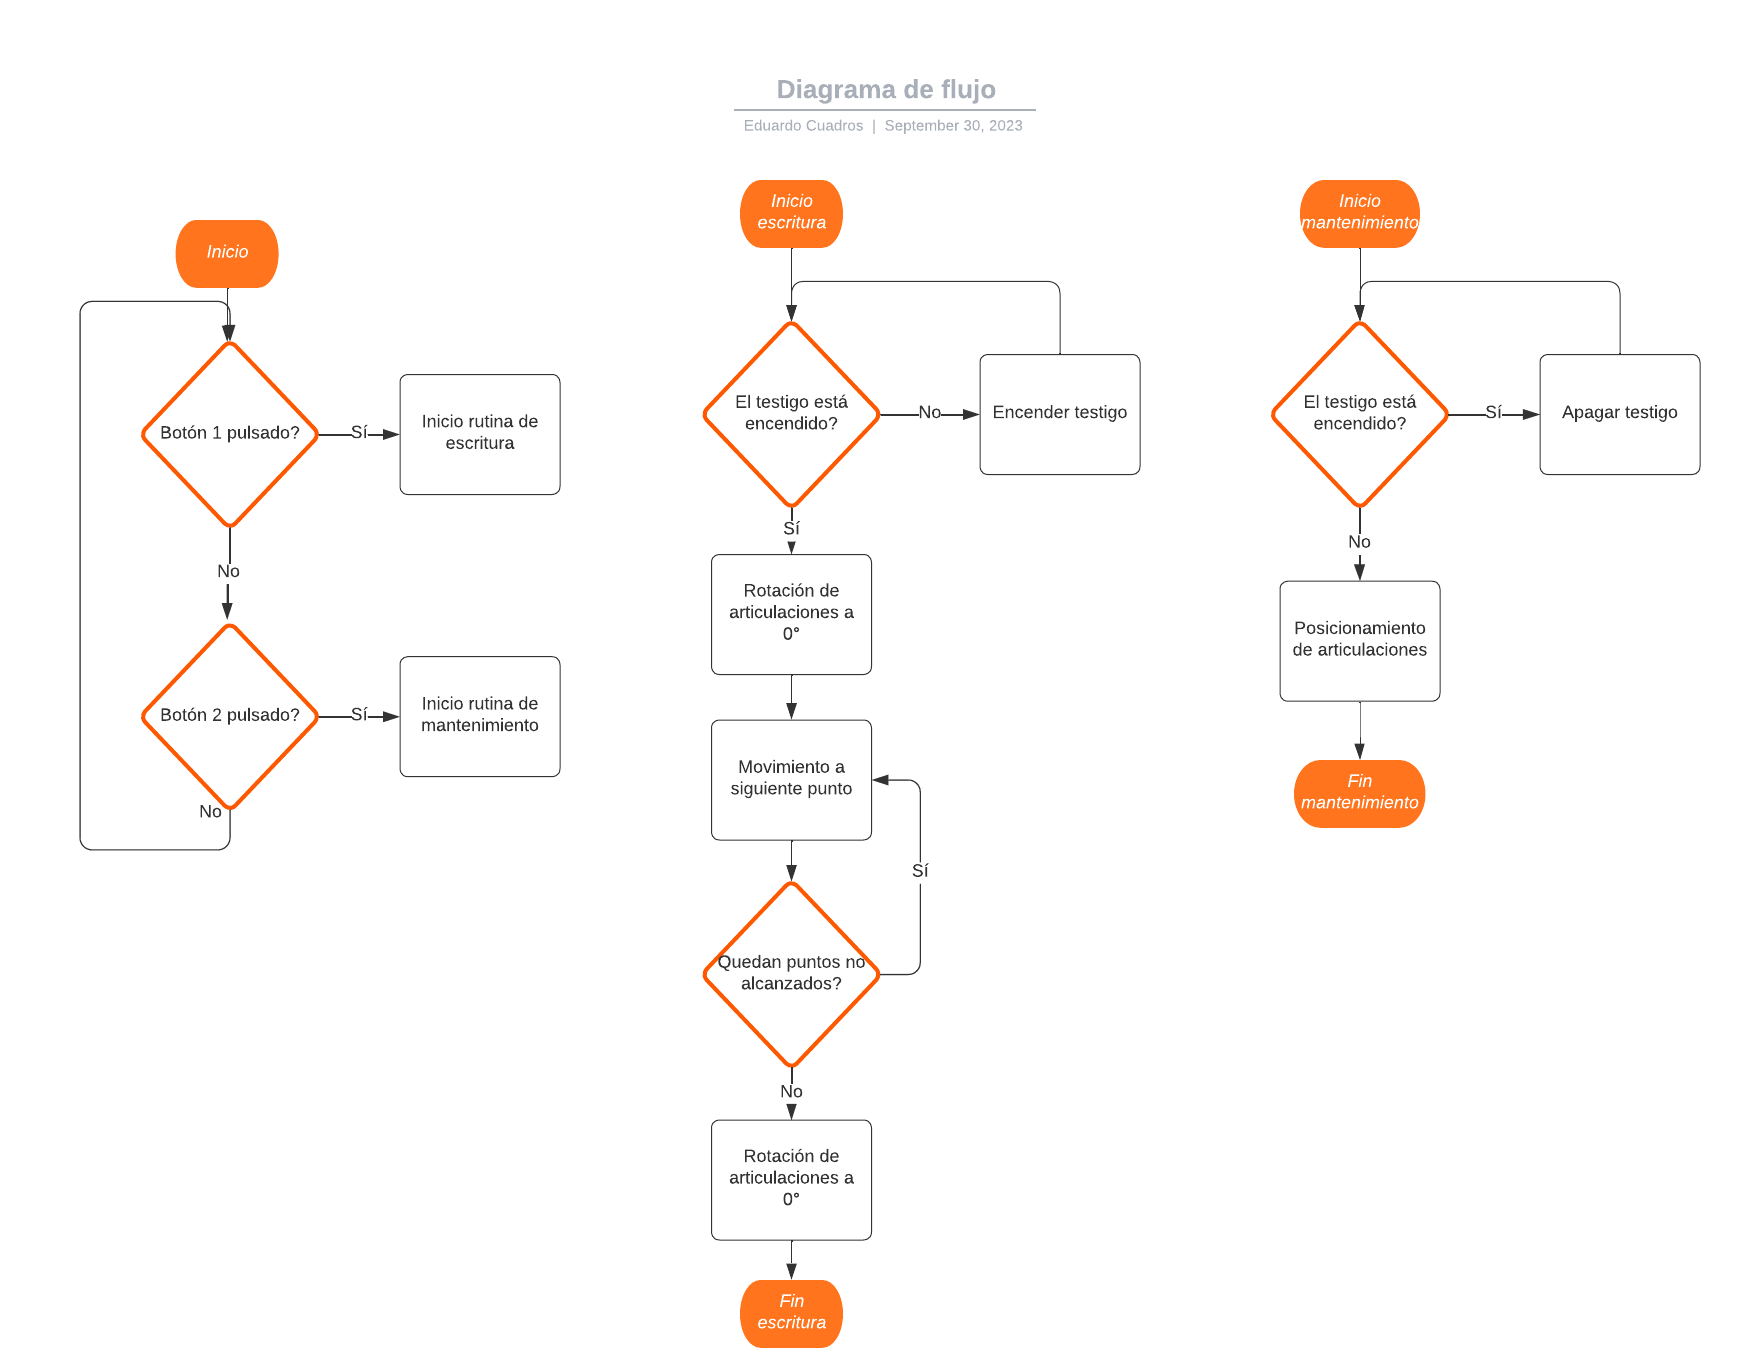 Diagrama de flujo
Eduardo Cuadros | September 30, 2023
Inicio
Botón 1 pulsado?
Sí
Inicio rutina de
escritura
No
Botón 2 pulsado?
Sí
Inicio rutina de
mantenimiento
No
Inicio
escritura
El testigo está
encendido?
No
Encender testigo
Sí
Rotación de
articulaciones a
0°
Movimiento a
siguiente punto
Sí
Quedan puntos no
alcanzados?
No
Rotación de
articulaciones a
0°
Fin
escritura
Inicio
mantenimiento
El testigo está
encendido?
Sí
Apagar testigo
No
Posicionamiento
de articulaciones
Fin
mantenimiento